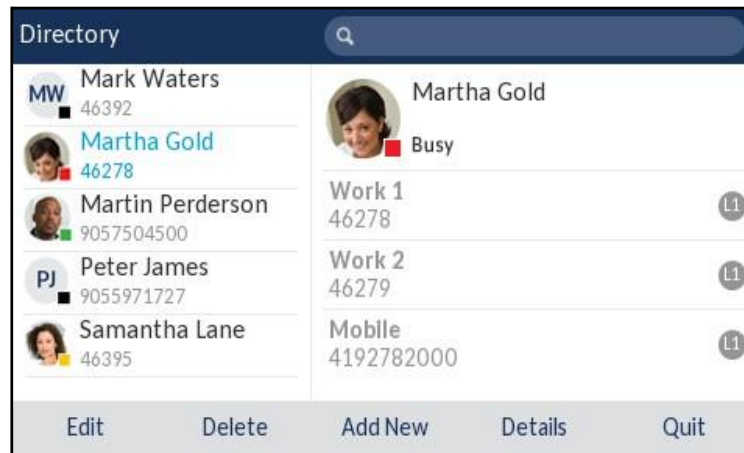 Directory
MW
Mark Waters
46392
Martha Gold
46278
Martin Perderson
9057504500
PJ
Peter James
9055971727
Samantha Lane
46395
Martha Gold
Busy
Work 1
46278
L1
Work 2
46279
L1
Mobile
4192782000
L1
Edit Delete Add New Details Quit